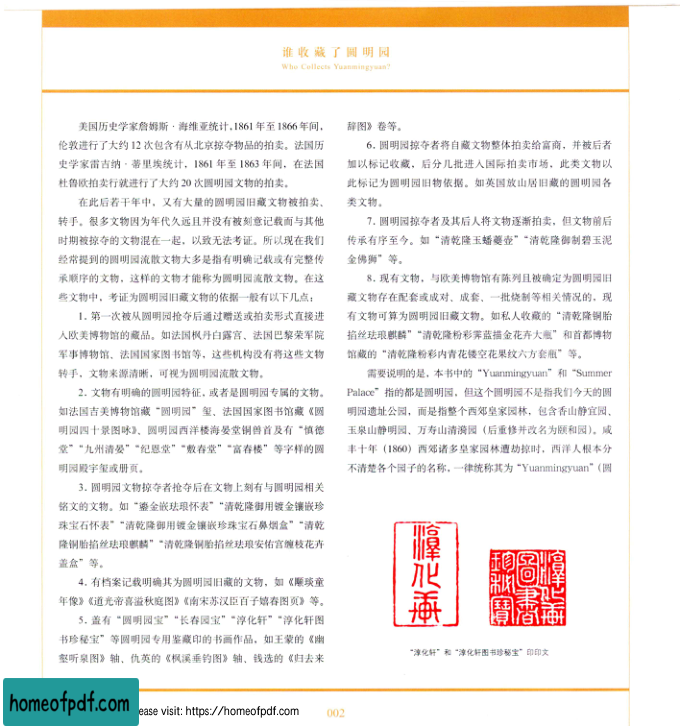 谁收藏了圆明园
Who Collects Yuanmingyuan?
美国历史学家詹姆斯·海维亚统计，1861年至1866年间，
伦敦进行了大约12次包含有从北京掠夺物品的拍卖。法国历
史学家雷吉纳·蒂里埃统计，1861年至1863年间，在法国
杜鲁欧拍卖行就进行了大约20次圆明园文物的拍卖。
在此后若干年中，又有大量的圆明园旧藏文物被拍卖、
转手。很多文物因为年代久远且并没有被刻意记载而与其他
时期被掠夺的文物混在一起，以致无法考证。所以现在我们
经常提到的圆明园流散文物大多是指有明确记载或有完整传
承顺序的文物，这样的文物才能称为圆明园流散文物。在这
些文物中，考证为圆明园旧藏文物的依据一般有以下几点：
1. 第一次被从圆明园抢夺后通过赠送或拍卖形式直接进
入欧美博物馆的藏品。如法国枫丹白露宫、法国巴黎荣军院
军事博物馆、法国国家图书馆等，这些机构没有将这些文物
转手，文物来源清晰，可视为圆明园流散文物。
2. 文物有明确的圆明园特征，或者是圆明园专属的文物。
如法国吉美博物馆藏“圆明园”玺、法国国家图书馆藏《圆
明园四十景图咏》、圆明园西洋楼海晏堂铜兽首及有“慎德
堂”“九州清晏”“纪恩堂”“敷春堂”“富春楼”等字样的圆
明园殿宇玺或册页。
3. 圆明园文物掠夺者抢夺后在文物上刻有与圆明园相关
铭文的文物。如“鎏金嵌珐琅怀表”“清乾隆御用镀金镶嵌珍
珠宝石怀表”“清乾隆御用镀金镶嵌珍珠宝石鼻烟盒”“清乾
隆铜胎掐丝珐琅麒麟”“清乾隆铜胎掐丝珐琅安佑宫缠枝花卉
盖盒”等。
4. 有档案记载明确其为圆明园旧藏的文物，如《颙琰童
年像》《道光帝喜溢秋庭图》《南宋苏汉臣百子嬉春图页》等。
5. 盖有“圆明园宝”“长春园宝”“淳化轩”“淳化轩图
书珍秘宝”等圆明园专用鉴藏印的书画作品，如王蒙的《幽
壑听泉图》轴、仇英的《枫溪垂钓图》轴、钱选的《归去来
辞图》卷等。
6. 圆明园掠夺者将自藏文物整体拍卖给富商，并被后者
加以标记收藏，后分几批进入国际拍卖市场，此类文物以
此标记为圆明园旧物依据。如英国放山居旧藏的圆明园各
类文物。
7. 圆明园掠夺者及其后人将文物逐渐拍卖，但文物前后
传承有序至今。如“清乾隆玉蟠夔壶”“清乾隆御制碧玉泥
金佛狮”等。
8. 现有文物，与欧美博物馆有陈列且被确定为圆明园旧
藏文物存在配套或成对、成套、一批烧制等相关情况的，现
有文物可算为圆明园旧藏文物。如私人收藏的“清乾隆铜胎
掐丝珐琅麒麟”“清乾隆粉彩霁蓝描金花卉大瓶”和首都博物
馆藏的“清乾隆粉彩内青花镂空花果纹六方套瓶”等。
需要说明的是，本书中的“Yuanmingyuan”和“Summer
Palace”指的都是圆明园，但这个圆明园不是指我们今天的圆
明园遗址公园，而是指整个西郊皇家园林，包含香山静宜园、
玉泉山静明园、万寿山清漪园（后重修并改名为颐和园）。咸
丰十年（1860）西郊诸多皇家园林遭劫掠时，西洋人根本分
不清楚各个园子的名称，一律统称其为“Yuanmingyuan”（圆
淳化轩
淳化轩
图书
珍秘宝
“淳化轩”和“淳化轩图书珍秘宝”印印文
homeofpdf.com
ease visit: https://homeofpdf.com
002